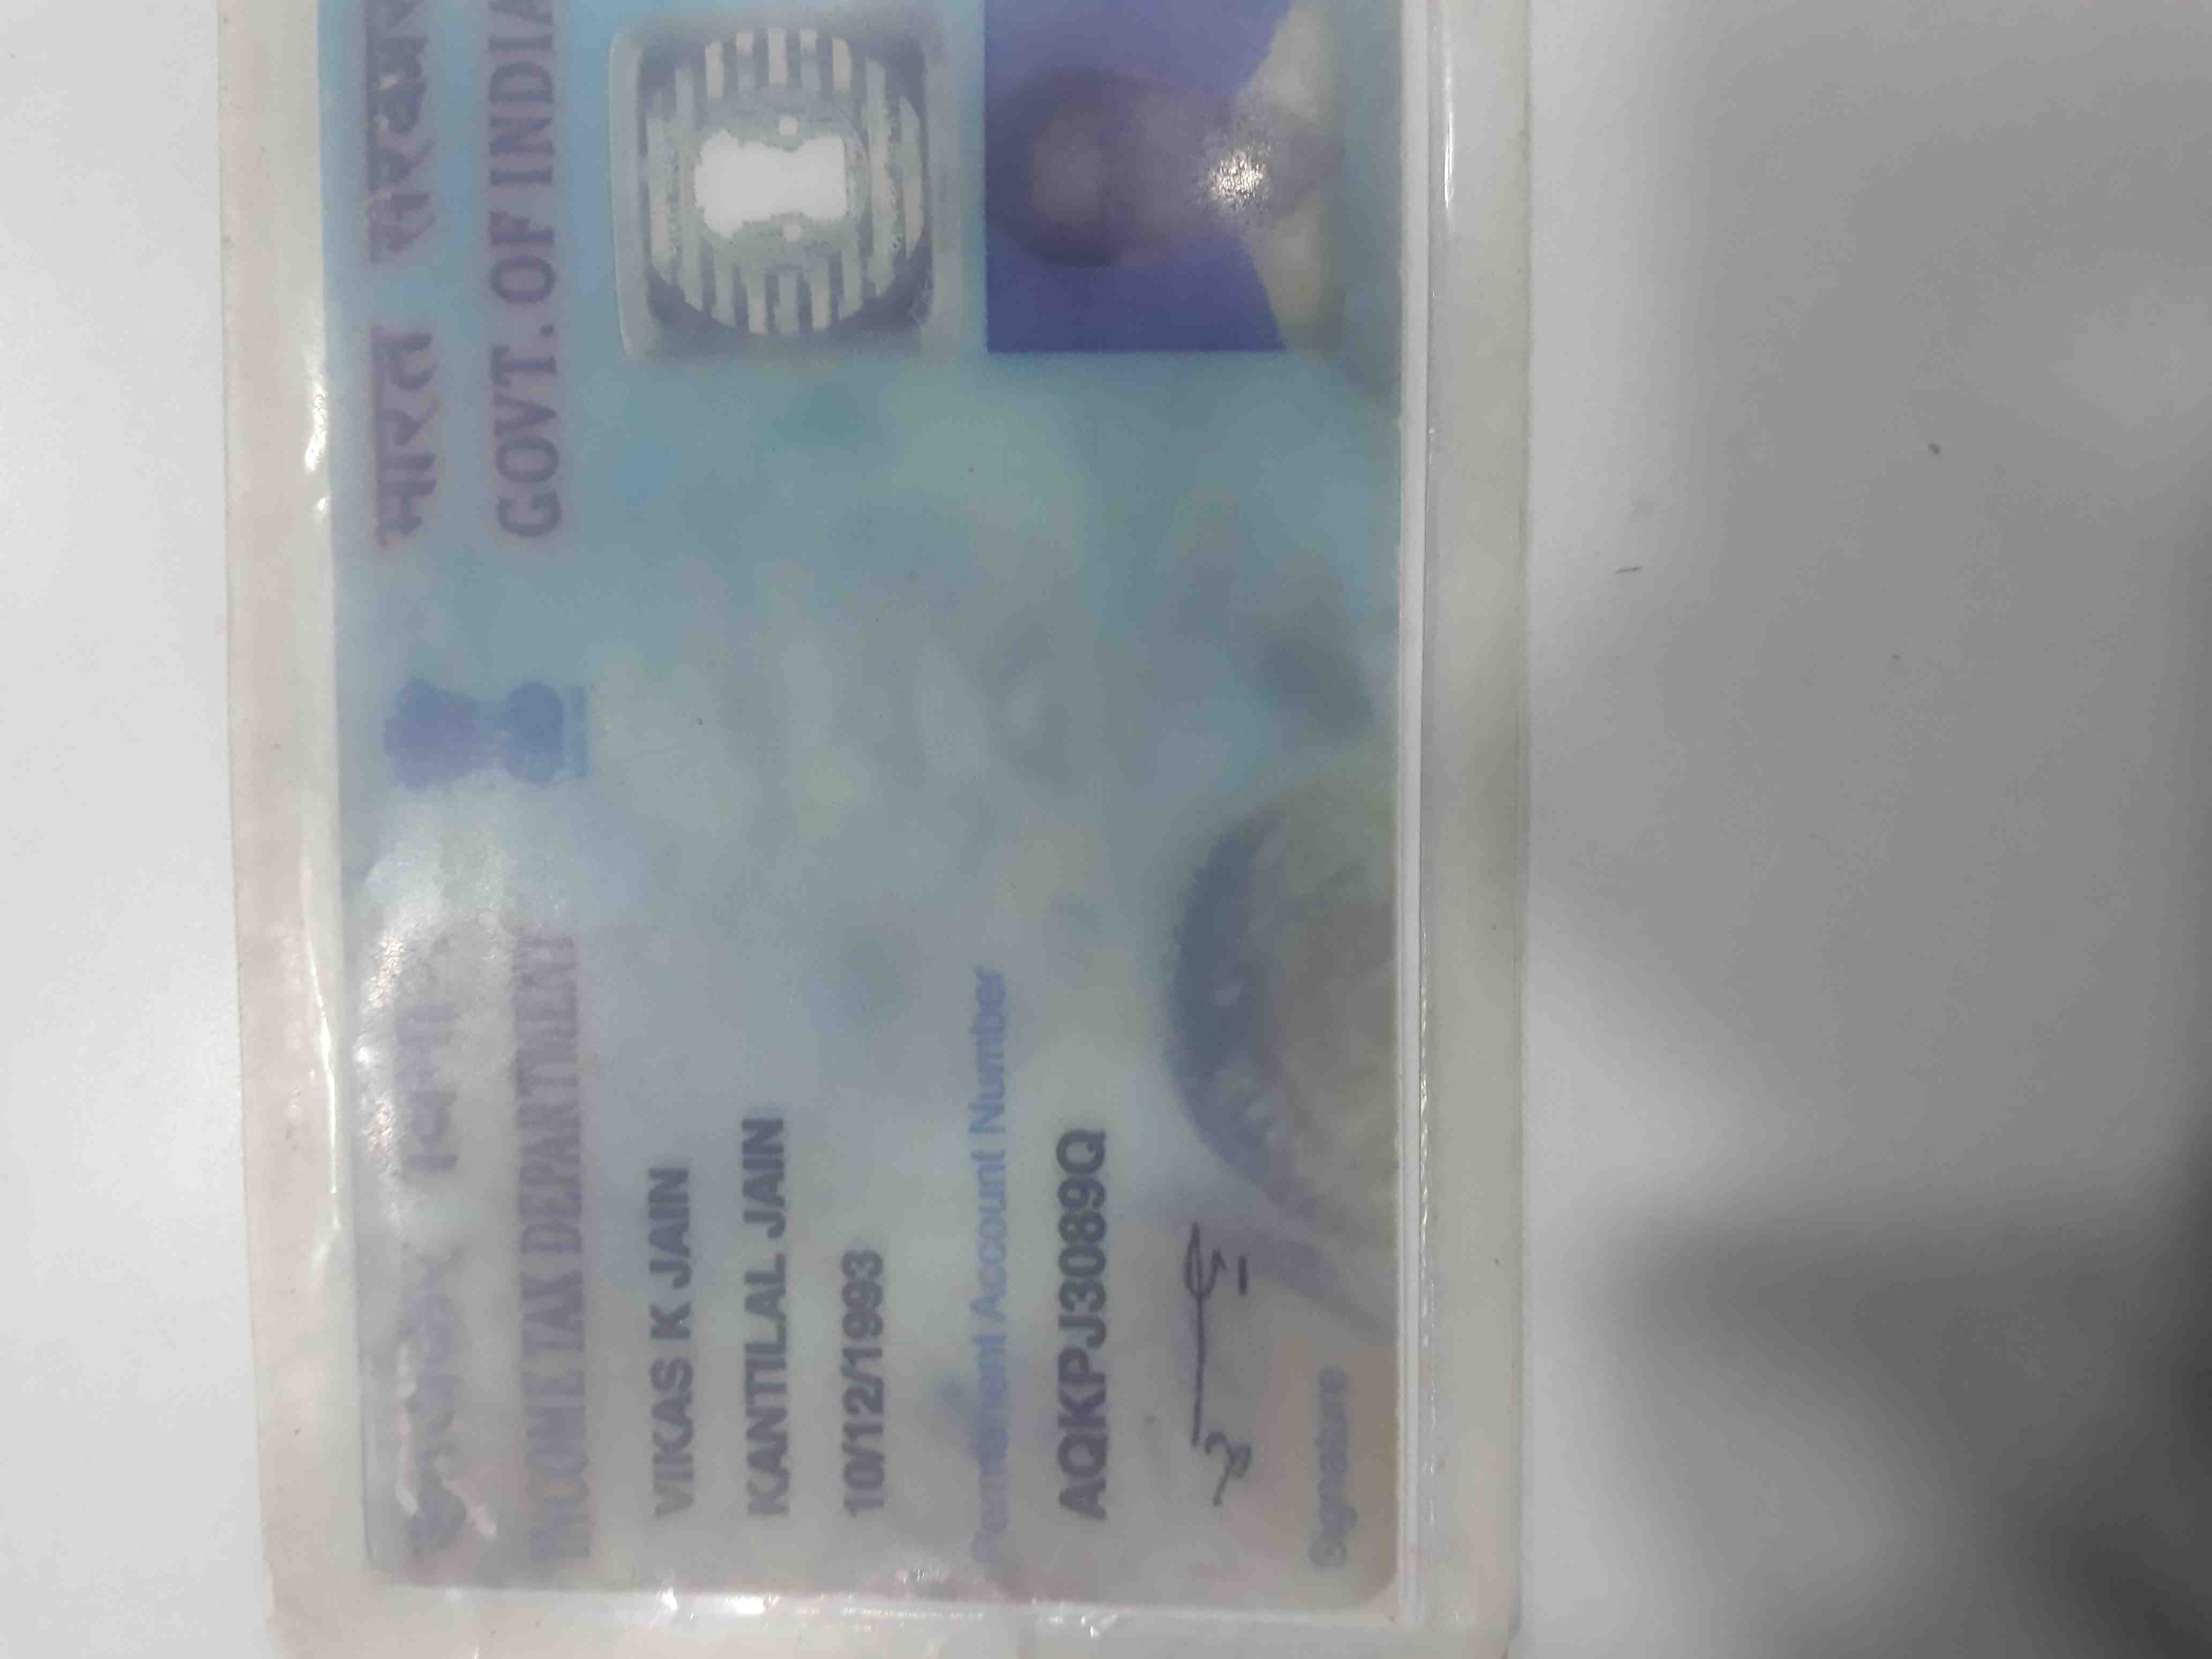 आयकर विभाग
INCOME TAX DEPARTMENT
भारत सरकार
GOVT. OF INDIA
VIKAS K JAIN
KANTILAL JAIN
10/12/1993
Permanent Account Number
AQKPJ3089Q
Signature